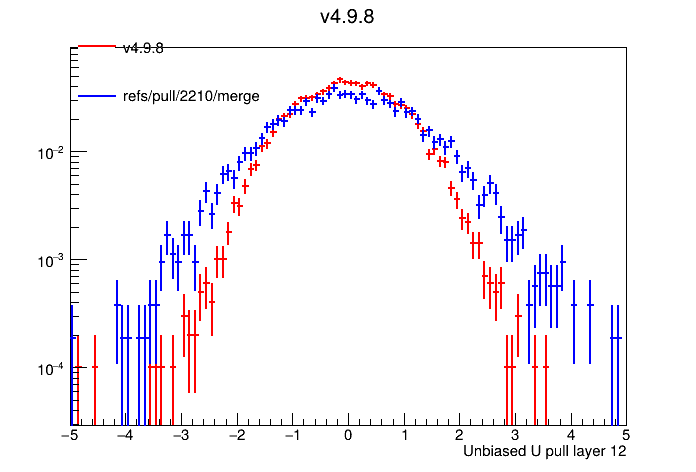 v4.9.8
v4.9.8
refs/pull/2210/merge
10⁻²
10⁻³
10⁻⁴
−5 −4 −3 −2 −1 0 1 2 3 4 5
Unbiased U pull layer 12